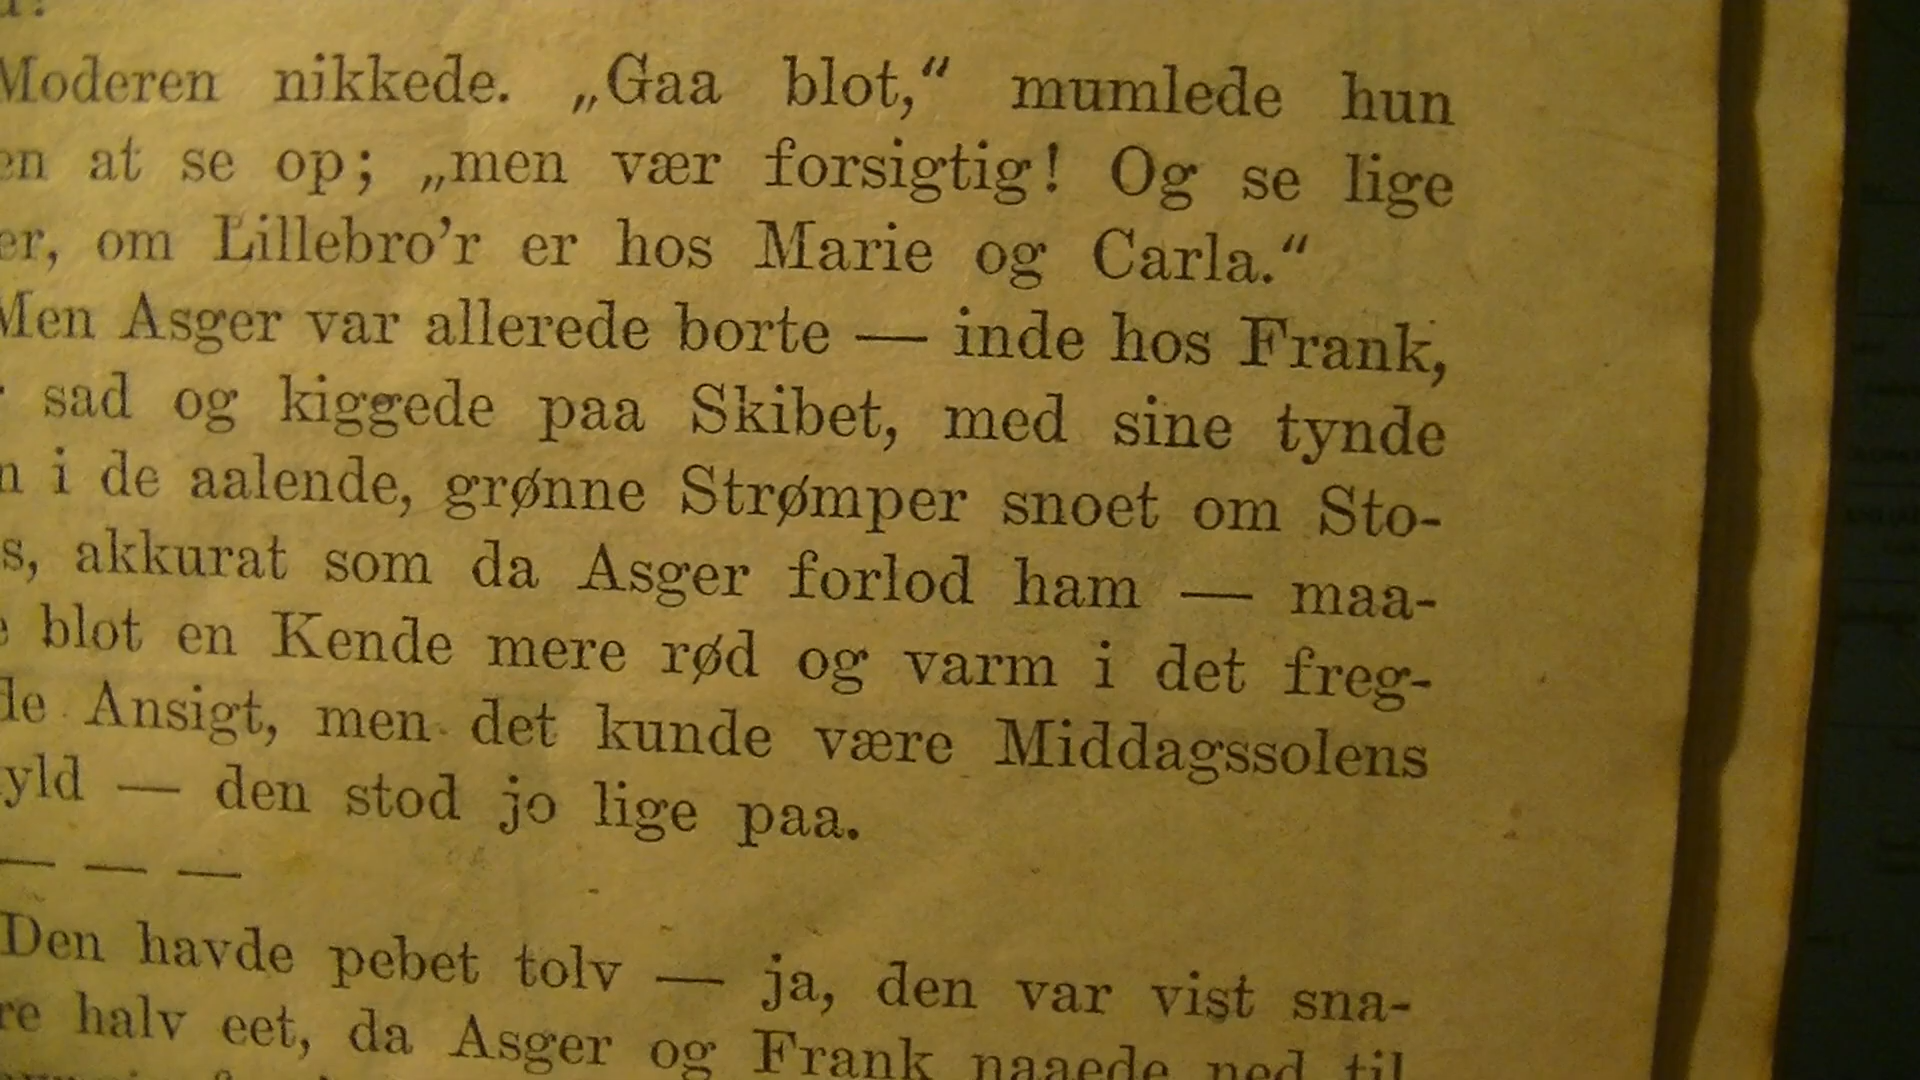 Moderen nikkede. „Gaa blot,“ mumlede hun
en at se op; „men vær forsigtig! Og se lige
er, om Lillebro’r er hos Marie og Carla.“
Men Asger var allerede borte — inde hos Frank,
sad og kiggede paa Skibet, med sine tynde
n i de aalende, grønne Strømper snoet om Sto-
s, akkurat som da Asger forlod ham — maa-
e blot en Kende mere rød og varm i det freg-
de Ansigt, men det kunde være Middagssolens
yld — den stod jo lige paa.
— — —
Den havde pebet tolv — ja, den var vist sna-
re halv eet, da Asger og Frank naaede ned til